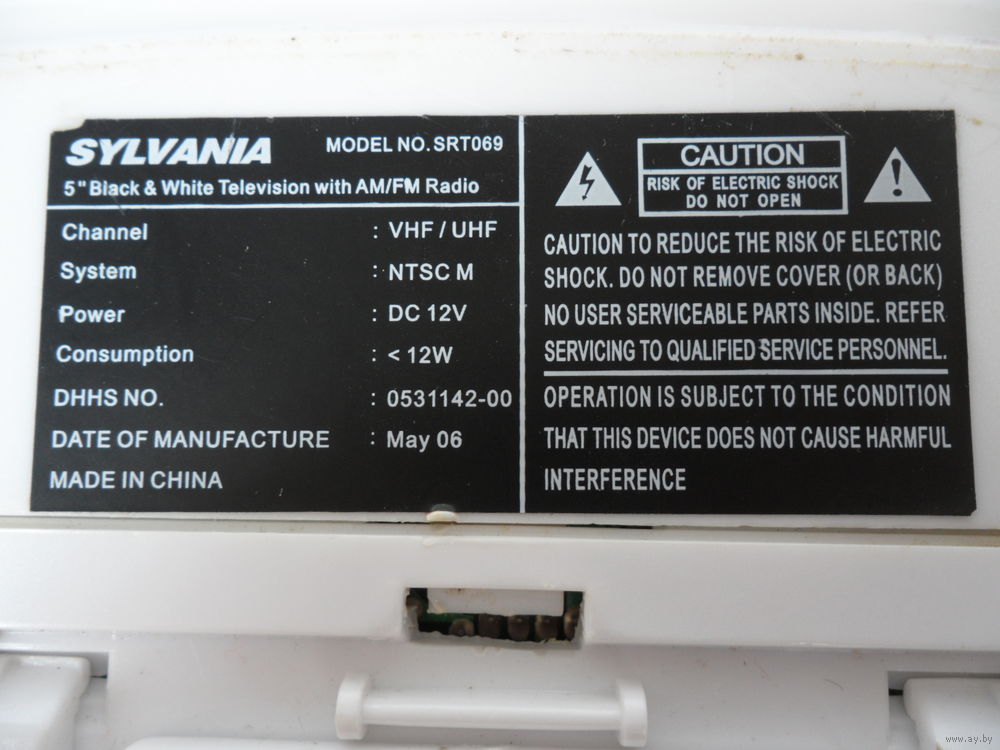 SYLVANIA MODEL NO. SRT069
5" Black & White Television with AM/FM Radio
Channel : VHF / UHF
System : NTSC M
Power : DC 12V
Consumption : < 12W
DHHS NO. : 0531142-00
DATE OF MANUFACTURE : May 06
MADE IN CHINA
CAUTION
RISK OF ELECTRIC SHOCK
DO NOT OPEN
CAUTION TO REDUCE THE RISK OF ELECTRIC
SHOCK. DO NOT REMOVE COVER (OR BACK)
NO USER SERVICEABLE PARTS INSIDE. REFER
SERVICING TO QUALIFIED SERVICE PERSONNEL.
OPERATION IS SUBJECT TO THE CONDITION
THAT THIS DEVICE DOES NOT CAUSE HARMFUL
INTERFERENCE
www.ay.by